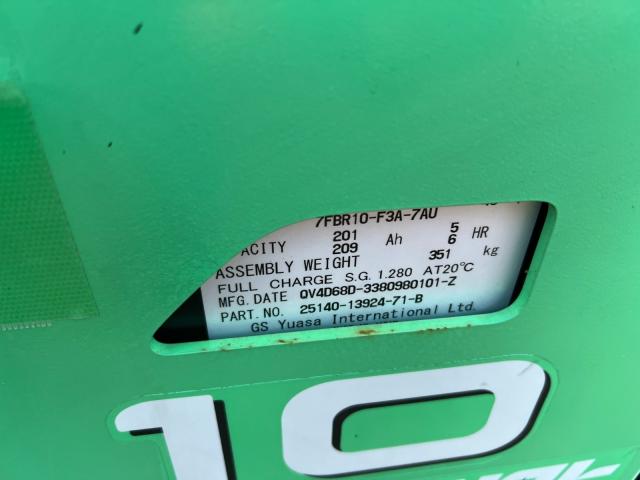 7FBR10-F3A-7AU
ACITY 201 Ah 5 HR
209 6
ASSEMBLY WEIGHT 351 kg
FULL CHARGE S.G. 1.280 AT20℃
MFG. DATE QV4D68D-3380980101-Z
PART. NO. 25140-13924-71-B
GS Yuasa International Ltd.
10